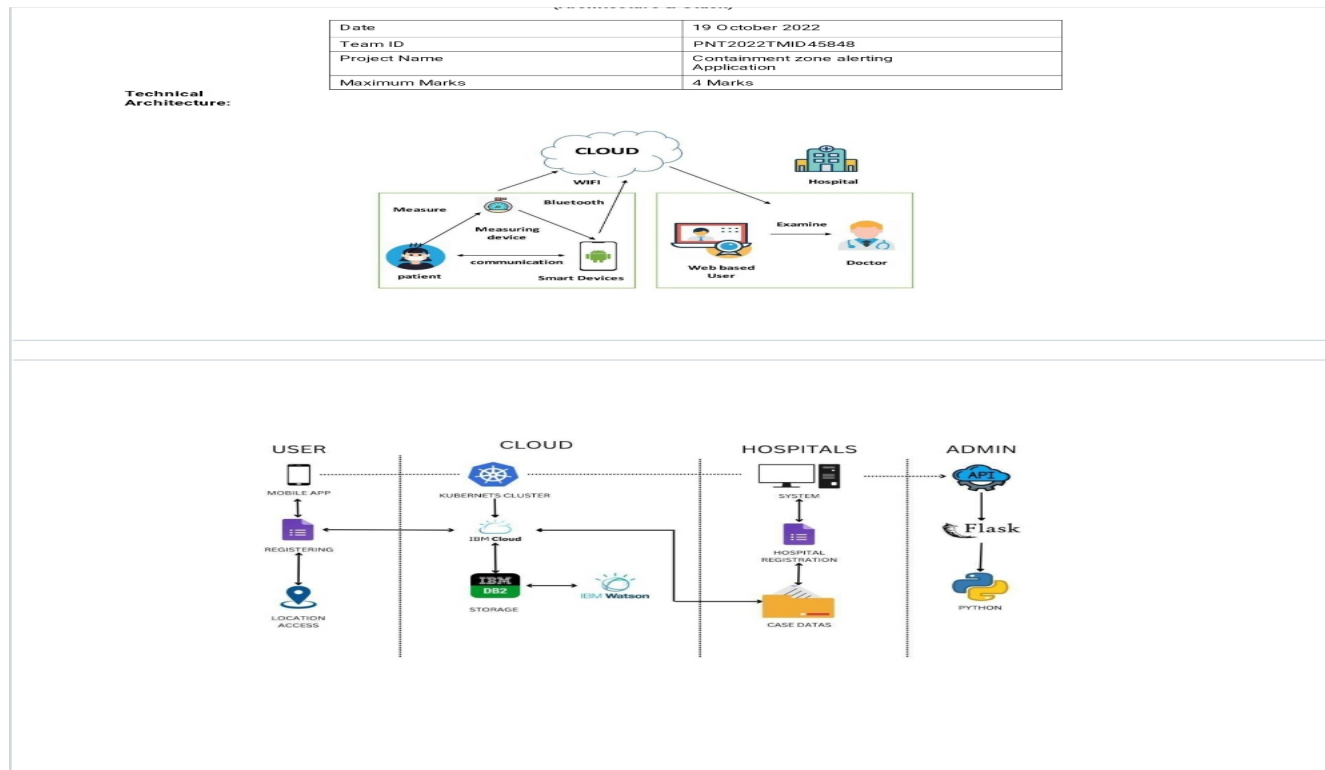 Date
19 October 2022
Team ID
PNT2022TMID45848
Project Name
Containment zone alerting
Application
Maximum Marks
4 Marks
Technical
Architecture:
CLOUD
WIFI
Hospital
Measure
Bluetooth
Measuring
device
Examine
communication
patient
Smart Devices
Web based
User
Doctor
USER
CLOUD
HOSPITALS
ADMIN
API
MOBILE APP
KUBERNETS CLUSTER
SYSTEM
Flask
REGISTERING
IBM Cloud
HOSPITAL
REGISTRATION
IBM
DB2
IBM Watson
STORAGE
LOCATION
ACCESS
CASE DATAS
PYTHON